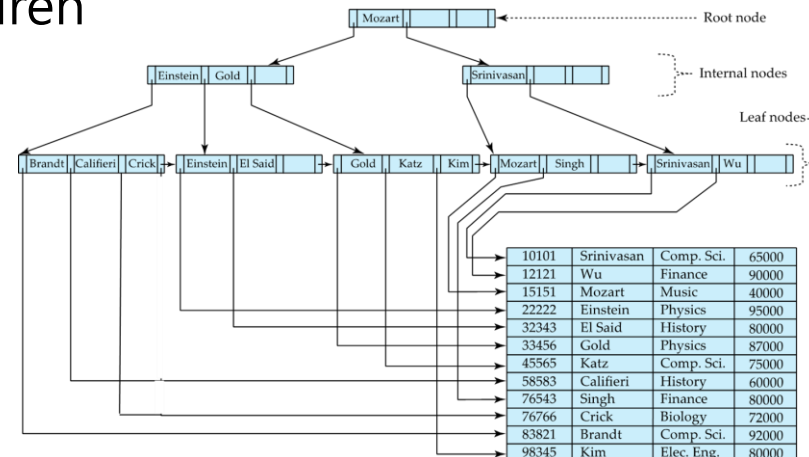 Mozart
Root node
Einstein Gold
Srinivasan
Internal nodes
Leaf nodes
Brandt Califieri Crick Einstein El Said Gold Katz Kim Mozart Singh Srinivasan Wu
10101 Srinivasan Comp. Sci. 65000
12121 Wu Finance 90000
15151 Mozart Music 40000
22222 Einstein Physics 95000
32343 El Said History 80000
33456 Gold Physics 87000
45565 Katz Comp. Sci. 75000
58583 Califieri History 60000
76543 Singh Finance 80000
76766 Crick Biology 72000
83821 Brandt Comp. Sci. 92000
98345 Kim Elec. Eng. 80000